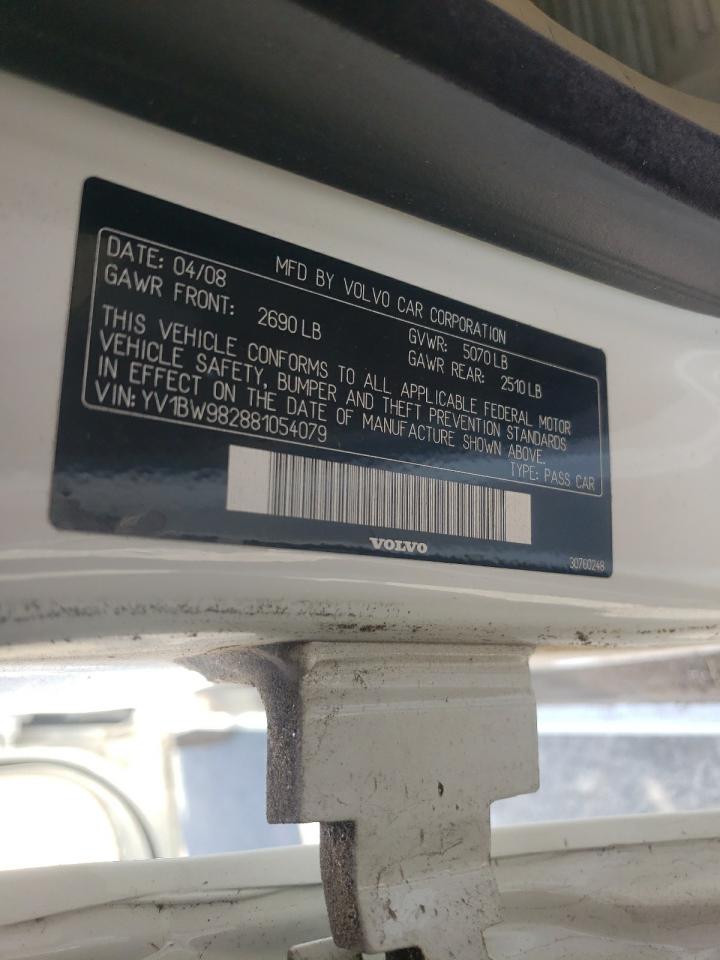 MFD BY VOLVO CAR CORPORATION
DATE: 04/08 GVWR: 5070 LB
GAWR FRONT: 2690 LB GAWR REAR: 2510 LB
THIS VEHICLE CONFORMS TO ALL APPLICABLE FEDERAL MOTOR
VEHICLE SAFETY, BUMPER AND THEFT PREVENTION STANDARDS
IN EFFECT ON THE DATE OF MANUFACTURE SHOWN ABOVE.
VIN: YV1BW982881054079 TYPE: PASS CAR
VOLVO
30760248